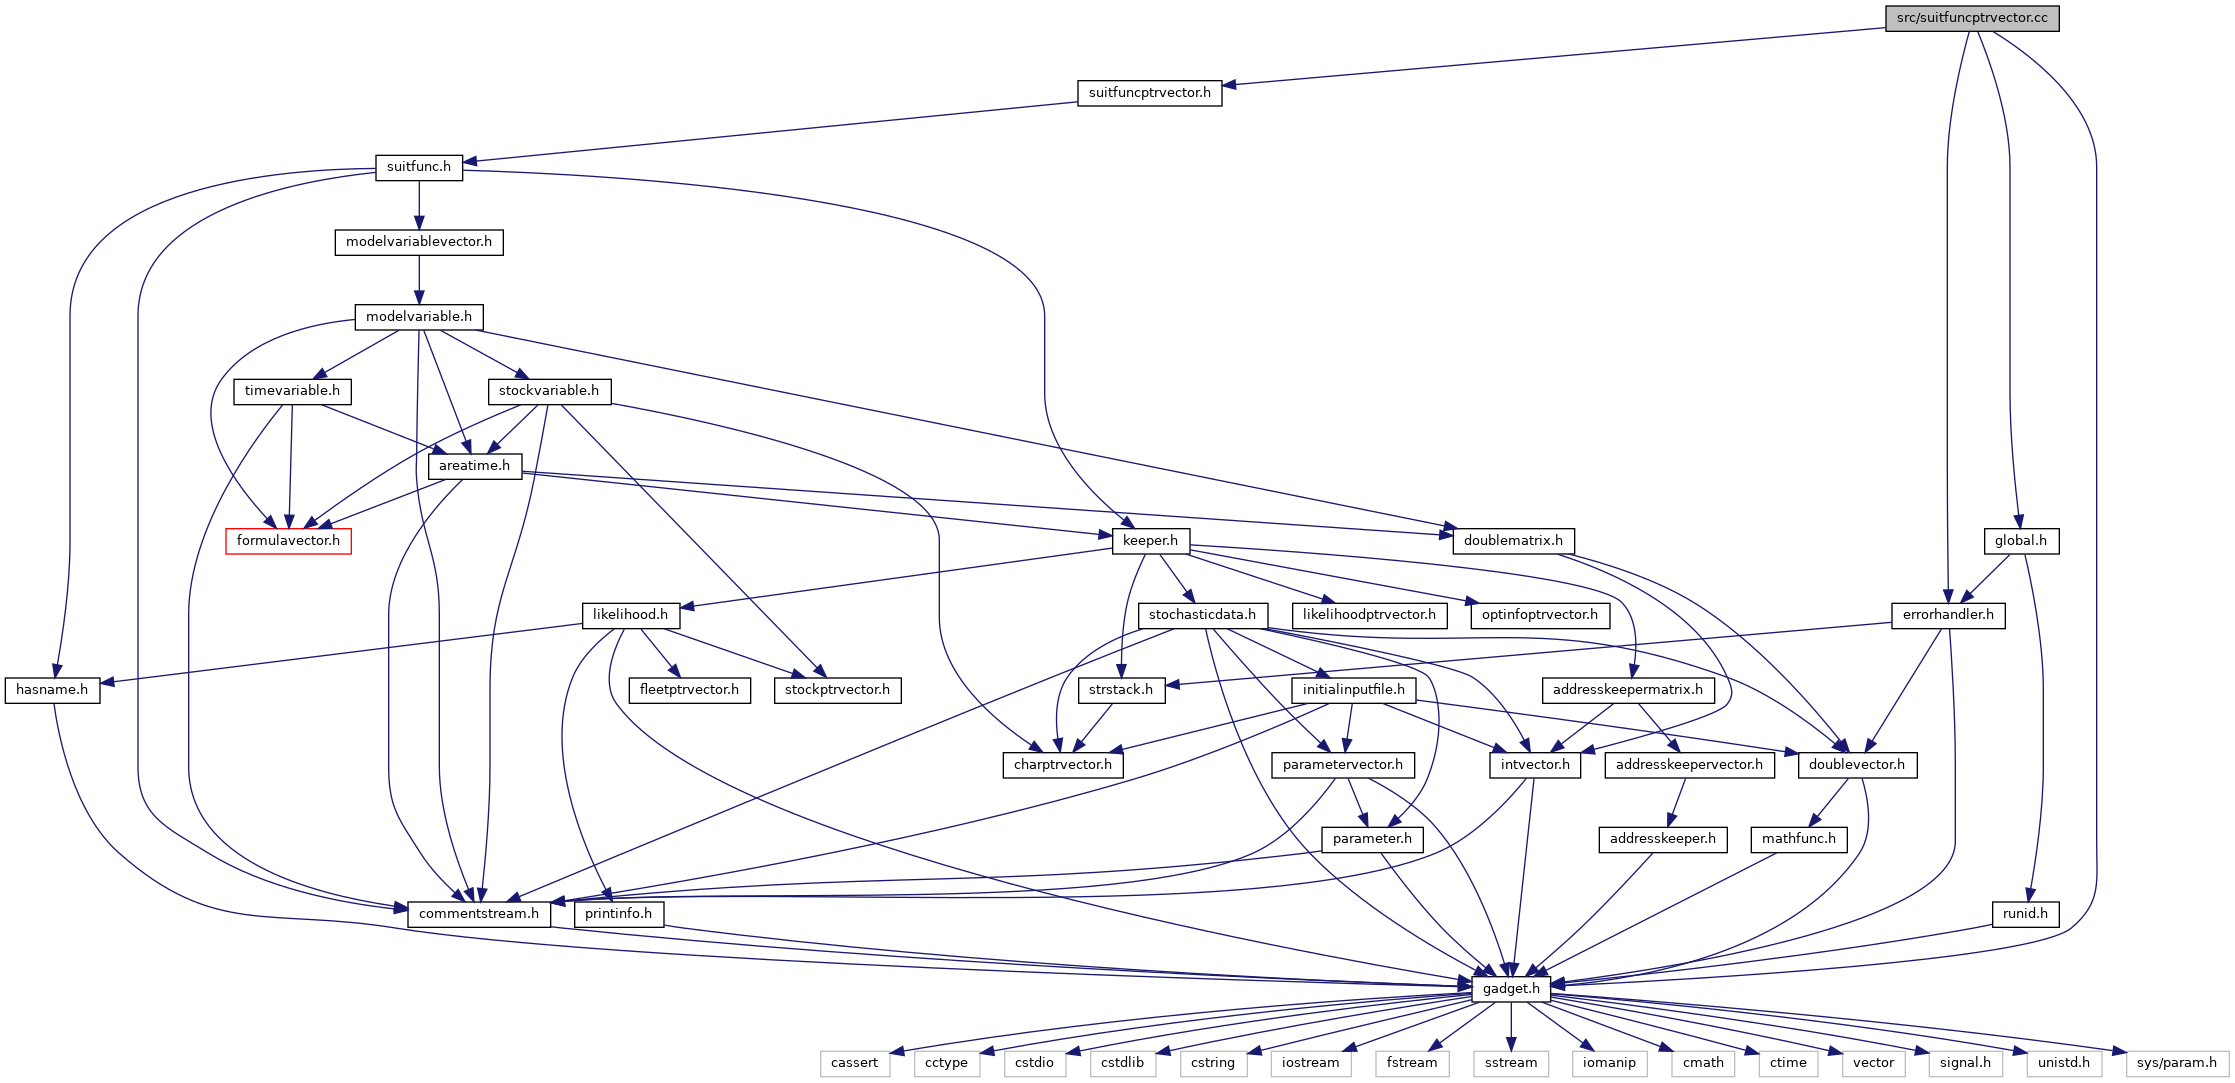 src/suitfuncptrvector.cc
suitfuncptrvector.h
suitfunc.h
modelvariablevector.h
modelvariable.h
timevariable.h
stockvariable.h
areatime.h
formulavector.h
keeper.h
doublematrix.h
global.h
likelihood.h
stochasticdata.h
likelihoodptrvector.h
optinfoptrvector.h
errorhandler.h
hasname.h
fleetptrvector.h
stockptrvector.h
strstack.h
initialinputfile.h
addresskeepermatrix.h
charptrvector.h
parametervector.h
intvector.h
addresskeepervector.h
doublevector.h
parameter.h
addresskeeper.h
mathfunc.h
commentstream.h
printinfo.h
runid.h
gadget.h
cassert
cctype
cstdio
cstdlib
cstring
iostream
fstream
sstream
iomanip
cmath
ctime
vector
signal.h
unistd.h
sys/param.h